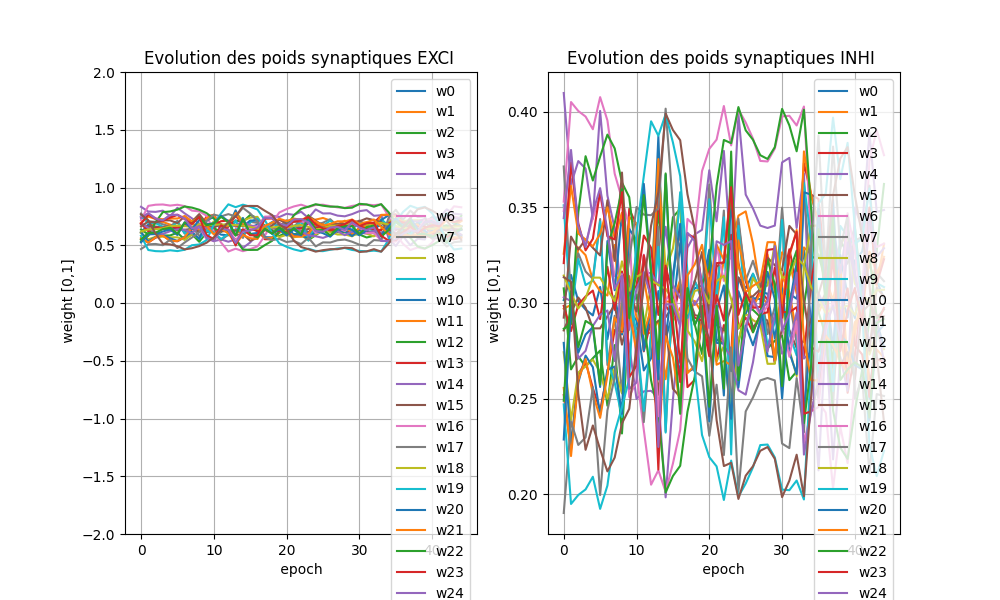 Evolution des poids synaptiques EXCI
weight [0,1]
2.0
1.5
1.0
0.5
0.0
−0.5
−1.0
−1.5
−2.0
0 10 20 30 40
epoch
w0
w1
w2
w3
w4
w5
w6
w7
w8
w9
w10
w11
w12
w13
w14
w15
w16
w17
w18
w19
w20
w21
w22
w23
w24
Evolution des poids synaptiques INHI
weight [0,1]
0.40
0.35
0.30
0.25
0.20
0 10 20 30 40
epoch
w0
w1
w2
w3
w4
w5
w6
w7
w8
w9
w10
w11
w12
w13
w14
w15
w16
w17
w18
w19
w20
w21
w22
w23
w24